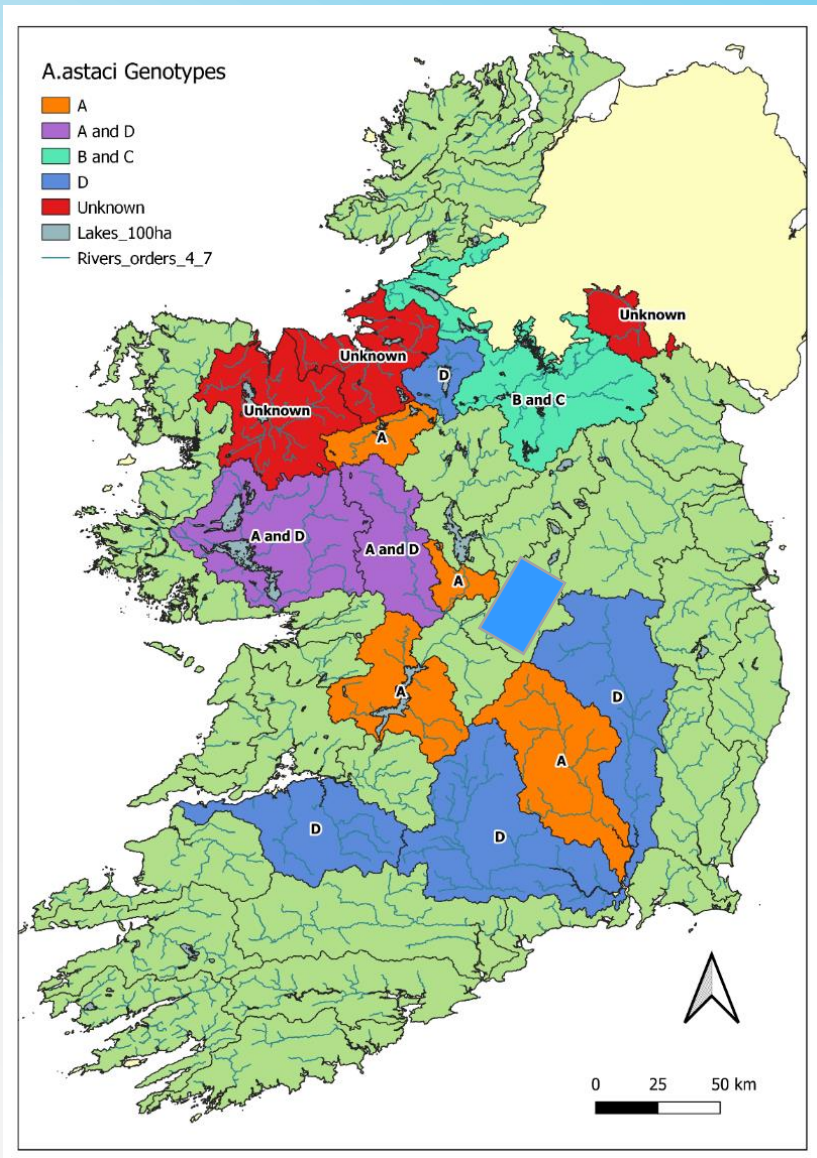 A.astaci Genotypes
A
A and D
B and C
D
Unknown
Lakes_100ha
Rivers_orders_4_7
Unknown
Unknown
D
B and C
Unknown
A
A and D
A and D
A
A
D
A
D
D
0 25 50 km